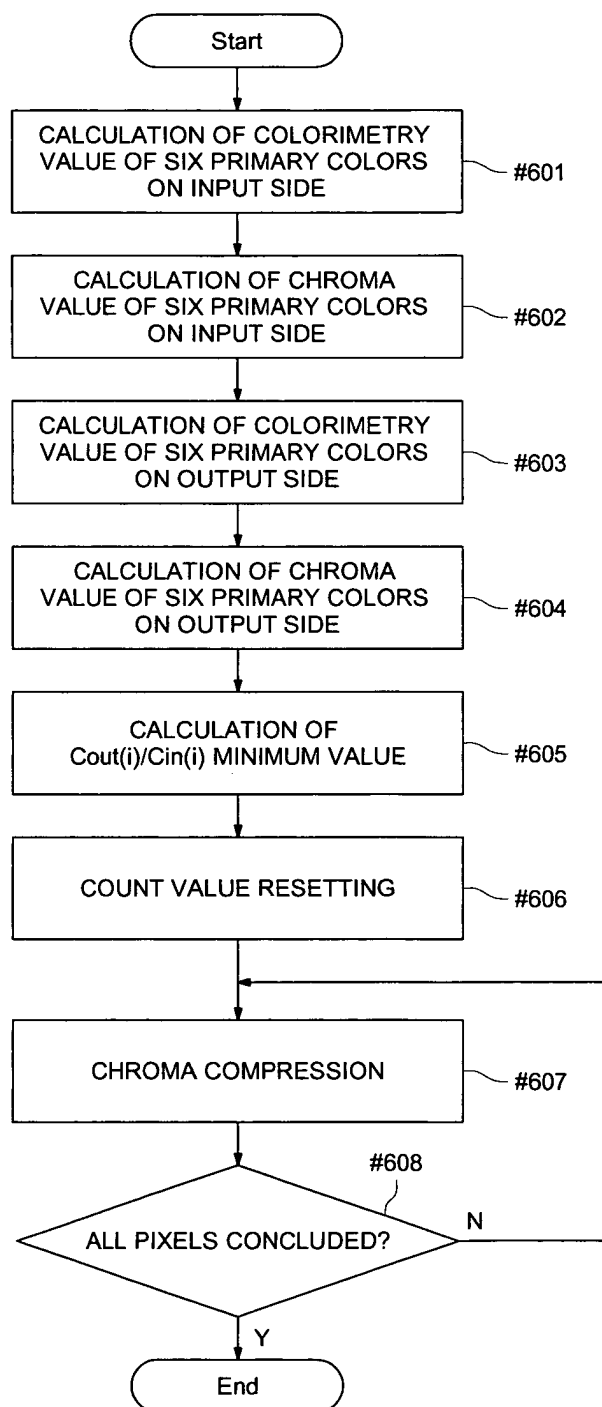 Start
CALCULATION OF COLORIMETRY
VALUE OF SIX PRIMARY COLORS
ON INPUT SIDE
#601
CALCULATION OF CHROMA
VALUE OF SIX PRIMARY COLORS
ON INPUT SIDE
#602
CALCULATION OF COLORIMETRY
VALUE OF SIX PRIMARY COLORS
ON OUTPUT SIDE
#603
CALCULATION OF CHROMA
VALUE OF SIX PRIMARY COLORS
ON OUTPUT SIDE
#604
CALCULATION OF
Cout(i)/Cin(i) MINIMUM VALUE
#605
COUNT VALUE RESETTING
#606
CHROMA COMPRESSION
#607
#608
ALL PIXELS CONCLUDED?
N
Y
End